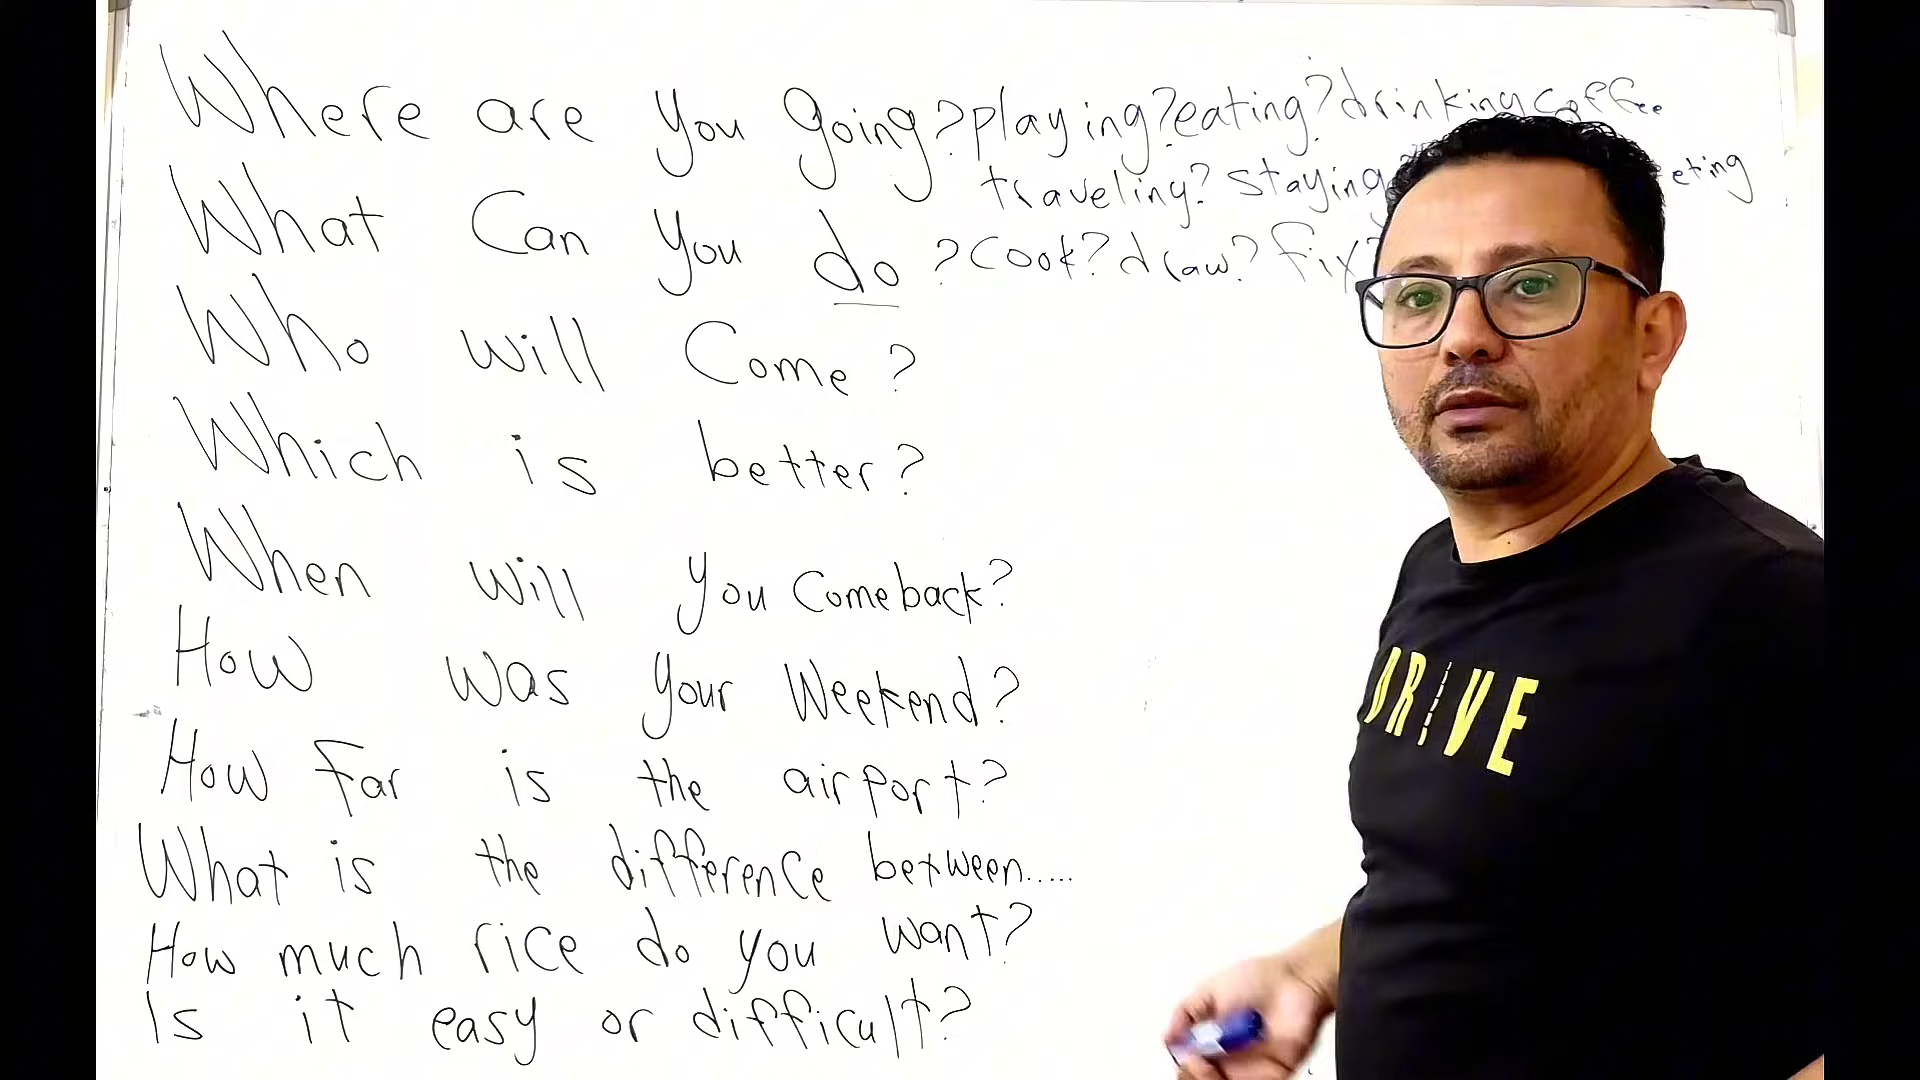 Where are you going? playing? eating? drinking coffee
traveling? staying
What Can you do? cook? draw? fix?
Who will Come?
Which is better?
When will you Come back?
How was your Weekend?
How far is the airport?
What is the difference between.....
How much rice do you want?
Is it easy or difficult?
DRIVE